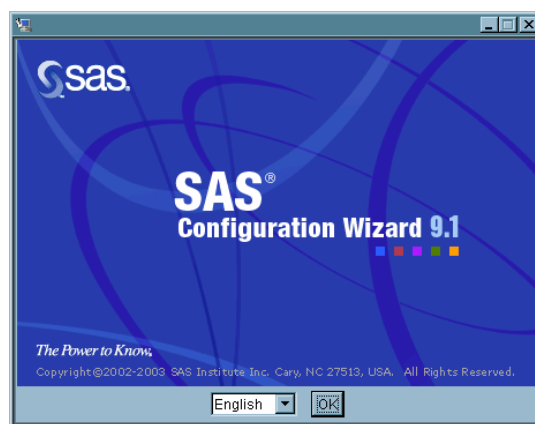 sas.
SAS®
Configuration Wizard 9.1
The Power to Know.
Copyright©2002-2003 SAS Institute Inc. Cary, NC 27513, USA. All Rights Reserved.
English OK